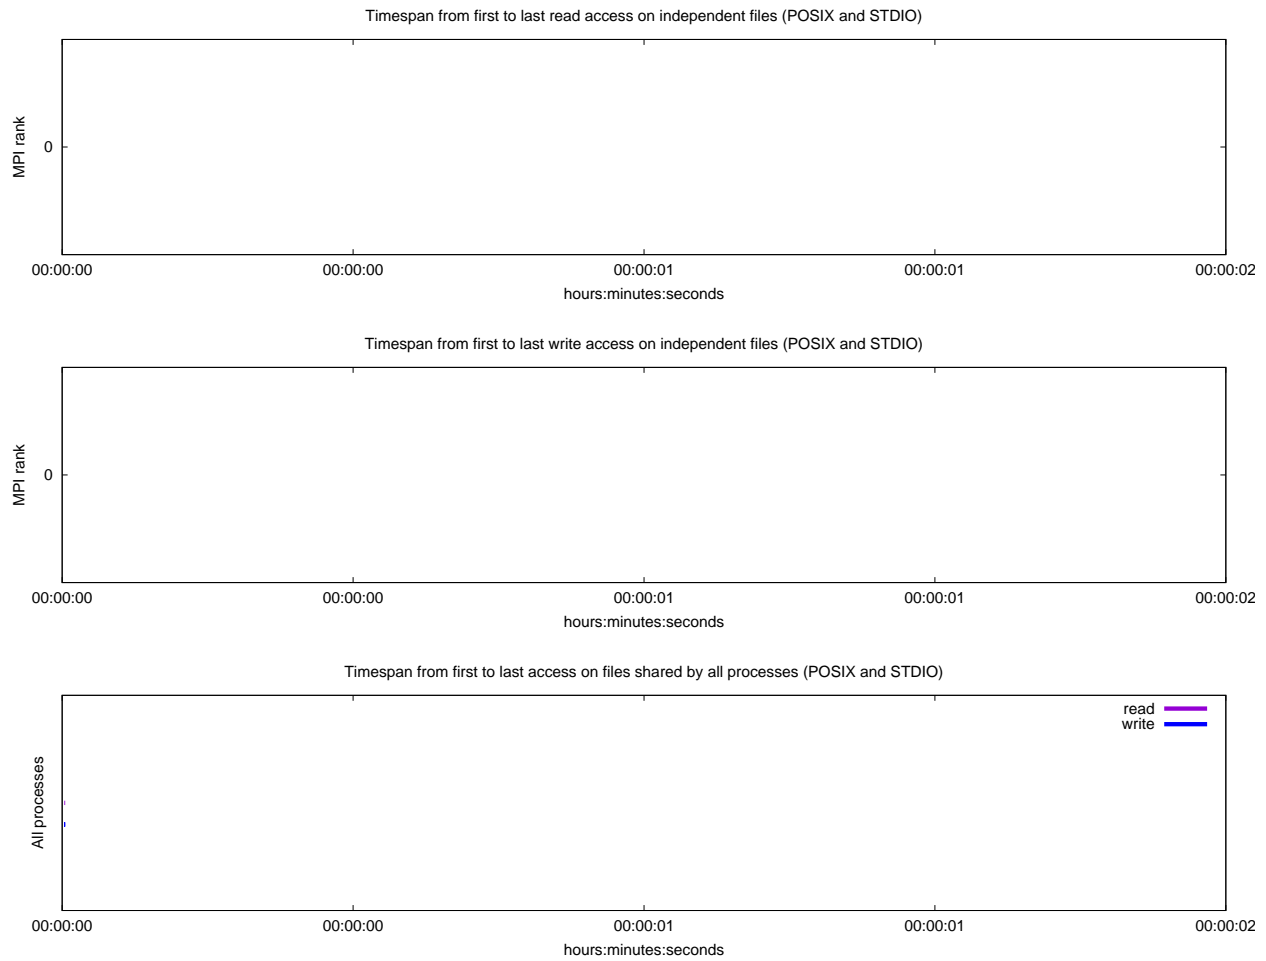 Timespan from first to last read access on independent files (POSIX and STDIO)
MPI rank
0
00:00:00 00:00:00 00:00:01 00:00:01 00:00:02
hours:minutes:seconds
Timespan from first to last write access on independent files (POSIX and STDIO)
MPI rank
0
00:00:00 00:00:00 00:00:01 00:00:01 00:00:02
hours:minutes:seconds
Timespan from first to last access on files shared by all processes (POSIX and STDIO)
read
write
All processes
00:00:00 00:00:00 00:00:01 00:00:01 00:00:02
hours:minutes:seconds